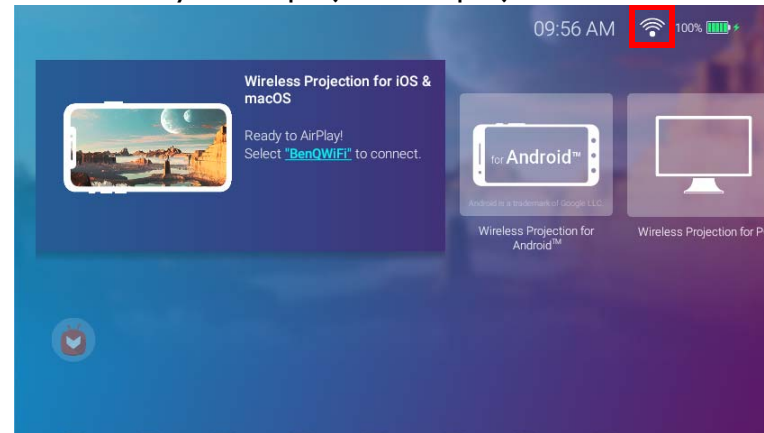 09:56 AM
100%
Wireless Projection for iOS &
macOS
Ready to AirPlay!
Select "BenQWiFi" to connect.
for Android™
Android is a trademark of Google LLC.
Wireless Projection for
Android™
Wireless Projection for P